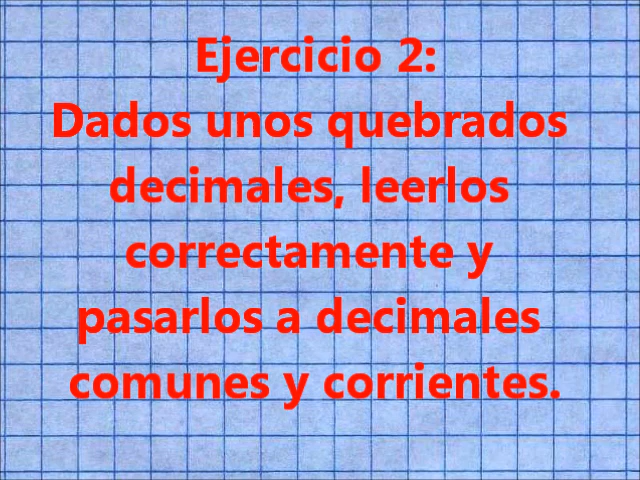 Ejercicio 2:
Dados unos quebrados
decimales, leerlos
correctamente y
pasarlos a decimales
comunes y corrientes.